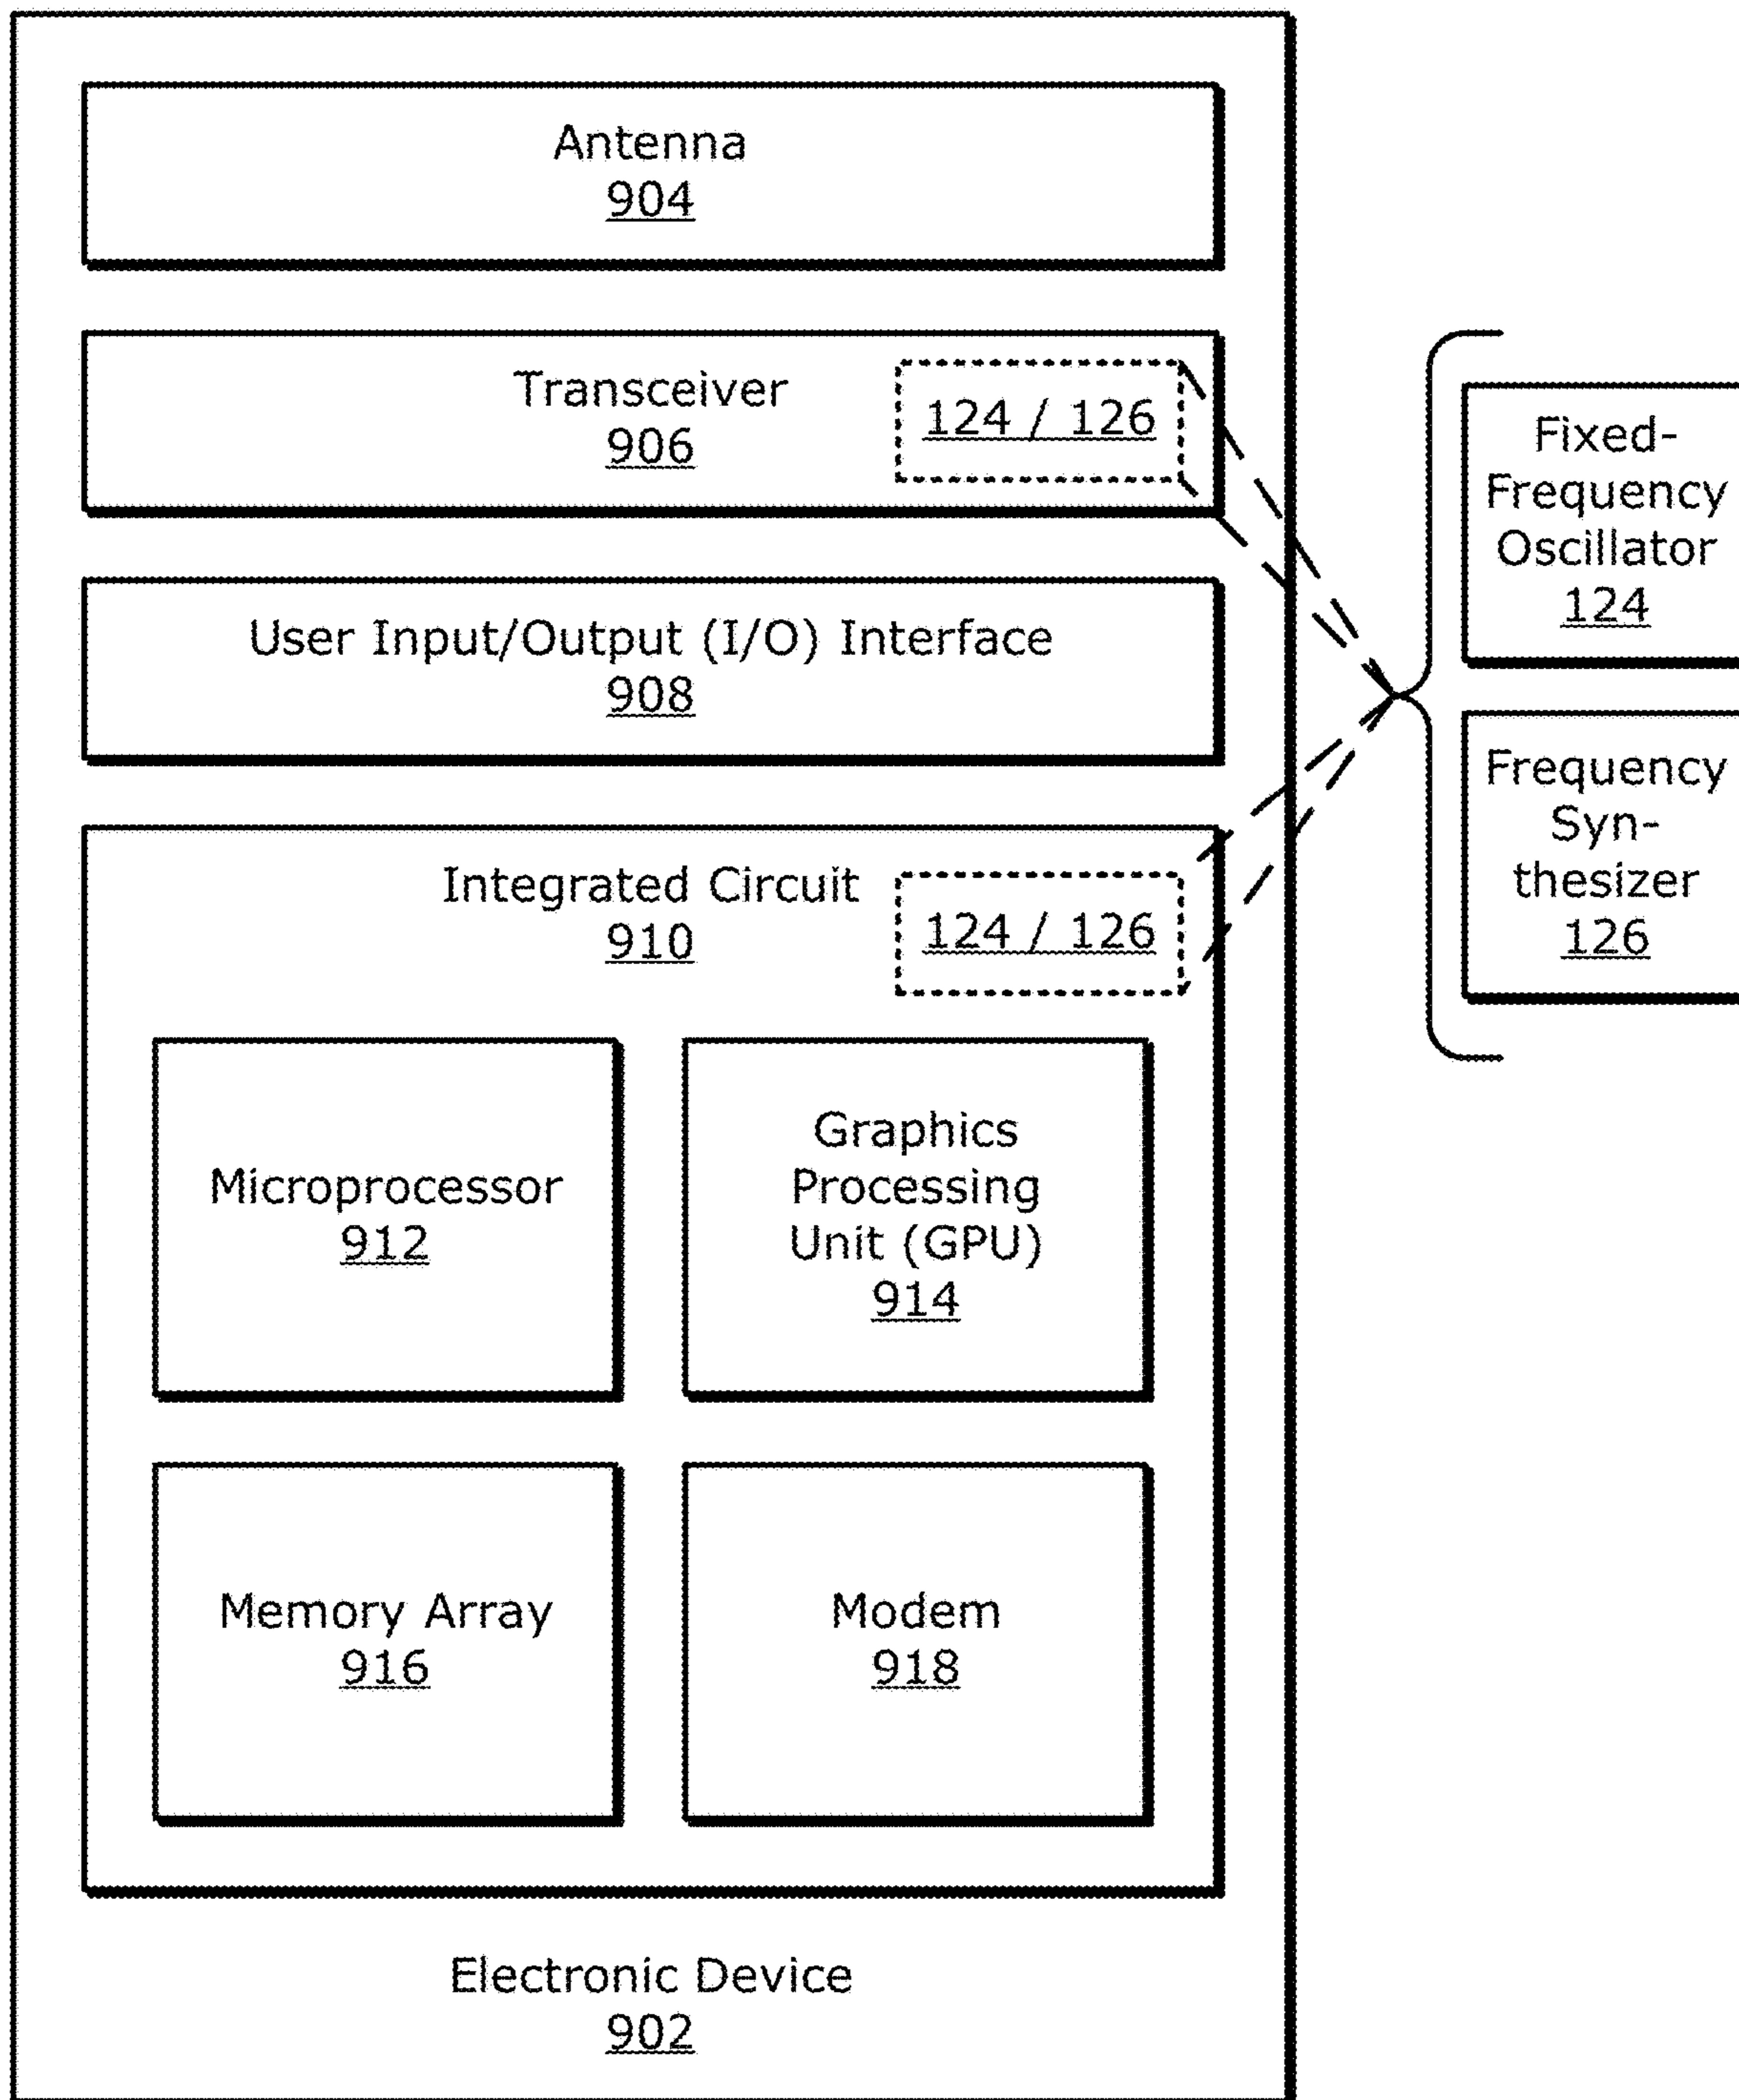 Antenna
904
Transceiver
906
124 / 126
User Input/Output (I/O) Interface
908
Integrated Circuit
910
124 / 126
Microprocessor
912
Graphics
Processing
Unit (GPU)
914
Memory Array
916
Modem
918
Electronic Device
902
Fixed-
Frequency
Oscillator
124
Frequency
Syn-
thesizer
126